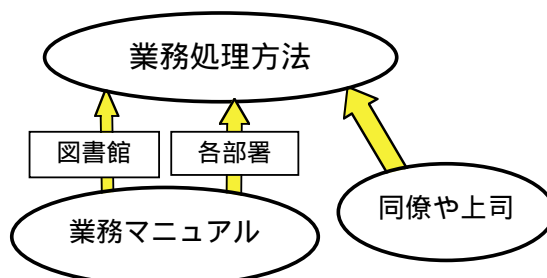 業務処理方法
図書館
各部署
同僚や上司
業務マニュアル